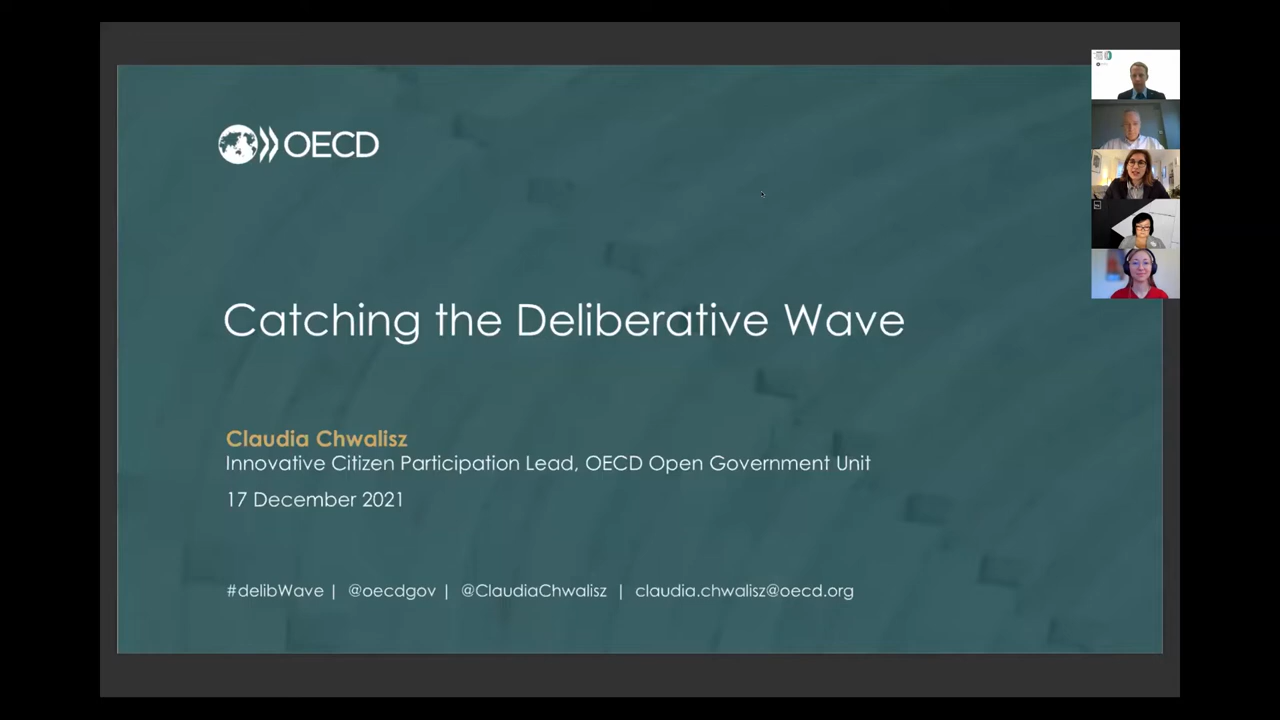 OECD
Catching the Deliberative Wave
Claudia Chwalisz
Innovative Citizen Participation Lead, OECD Open Government Unit
17 December 2021
#delibWave | @oecdgov | @ClaudiaChwalisz | claudia.chwalisz@oecd.org